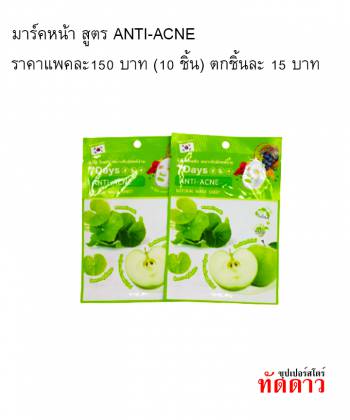 มาร์คหน้า สูตร ANTI-ACNE
ราคาแพคละ150 บาท (10 ชิ้น) ตกชิ้นละ 15 บาท
7Days
ANTI-ACNE
7Days
ANTI-ACNE
NATURAL MASK SHEET
ซุปเปอร์สโตร์
ทัดดาว